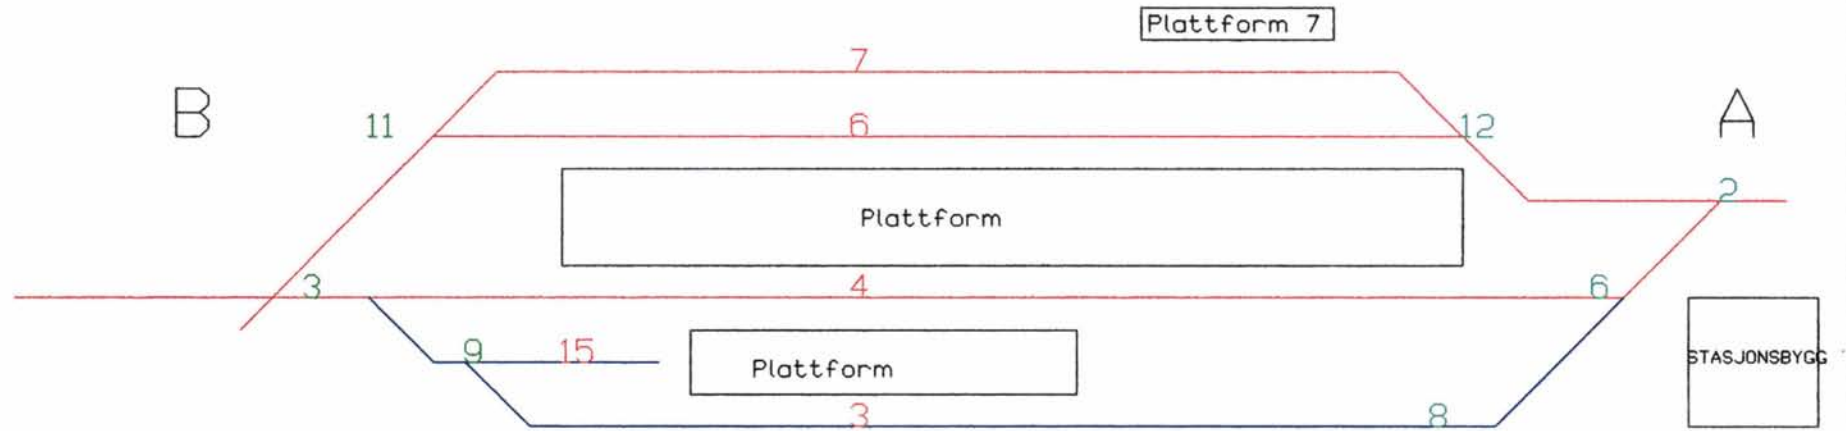 Plattform 7
7
B
11
6
12
A
2
Plattform
3
4
6
9
15
Plattform
STASJONSBYGG
3
8